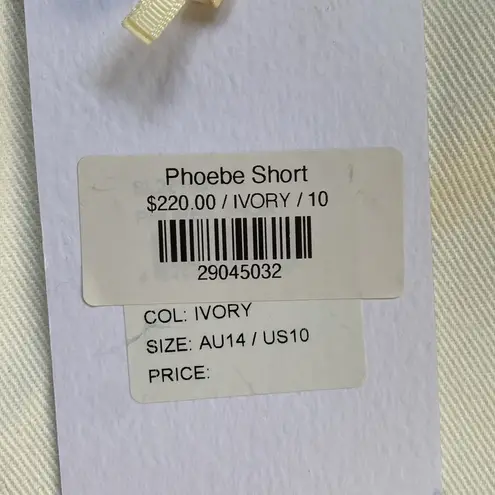 Phoebe Short
$220.00 / IVORY / 10
29045032
COL: IVORY
SIZE: AU14 / US10
PRICE: